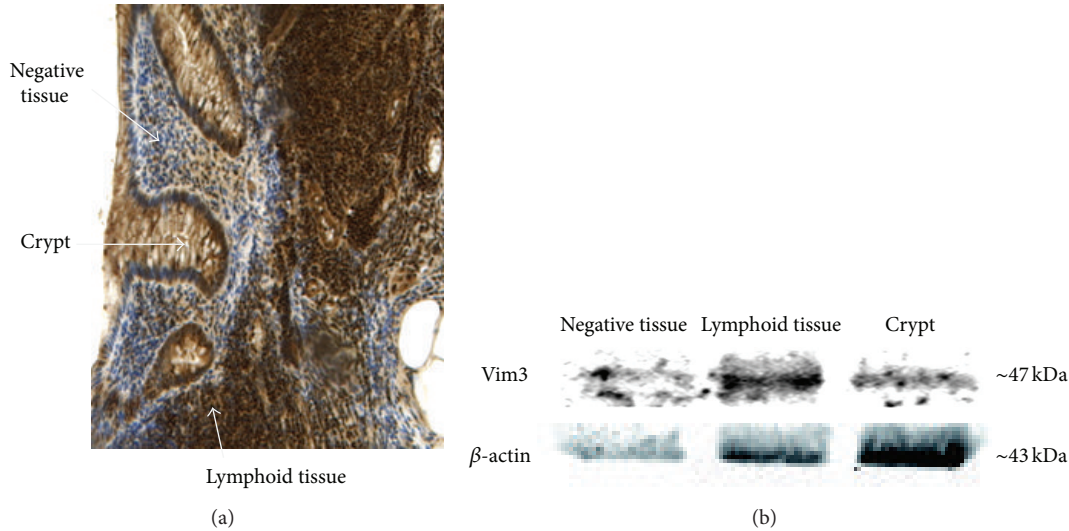 Negative
tissue
Crypt
Lymphoid tissue
(a)
Negative tissue Lymphoid tissue Crypt
Vim3 ~47 kDa
β-actin ~43 kDa
(b)